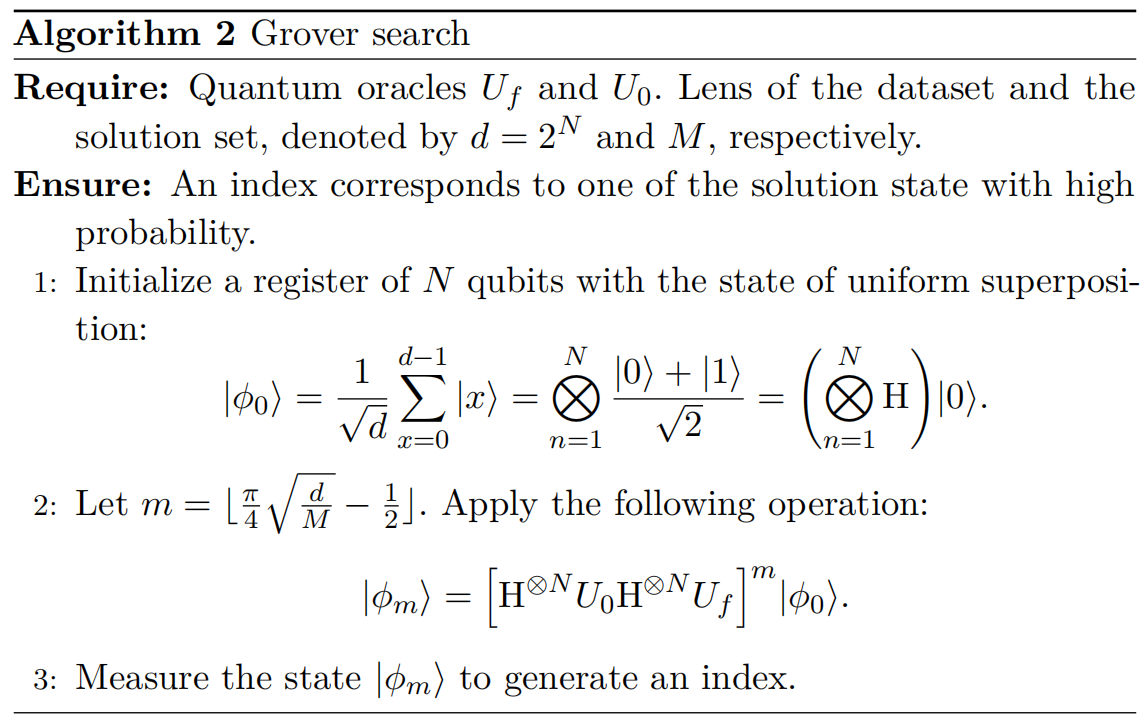 Algorithm 2 Grover search
Require: Quantum oracles $U_f$ and $U_0$. Lens of the dataset and the
solution set, denoted by $d = 2^N$ and $M$, respectively.
Ensure: An index corresponds to one of the solution state with high
probability.
1: Initialize a register of $N$ qubits with the state of uniform superposi-
tion:
$|\phi_0\rangle = \frac{1}{\sqrt{d}} \sum_{x=0}^{d-1} |x\rangle = \bigotimes_{n=1}^{N} \frac{|0\rangle + |1\rangle}{\sqrt{2}} = \left( \bigotimes_{n=1}^{N} \mathrm{H} \right) |0\rangle.$
2: Let $m = \lfloor \frac{\pi}{4} \sqrt{\frac{d}{M}} - \frac{1}{2} \rfloor$. Apply the following operation:
$|\phi_m\rangle = \left[ \mathrm{H}^{\otimes N} U_0 \mathrm{H}^{\otimes N} U_f \right]^m |\phi_0\rangle.$
3: Measure the state $|\phi_m\rangle$ to generate an index.